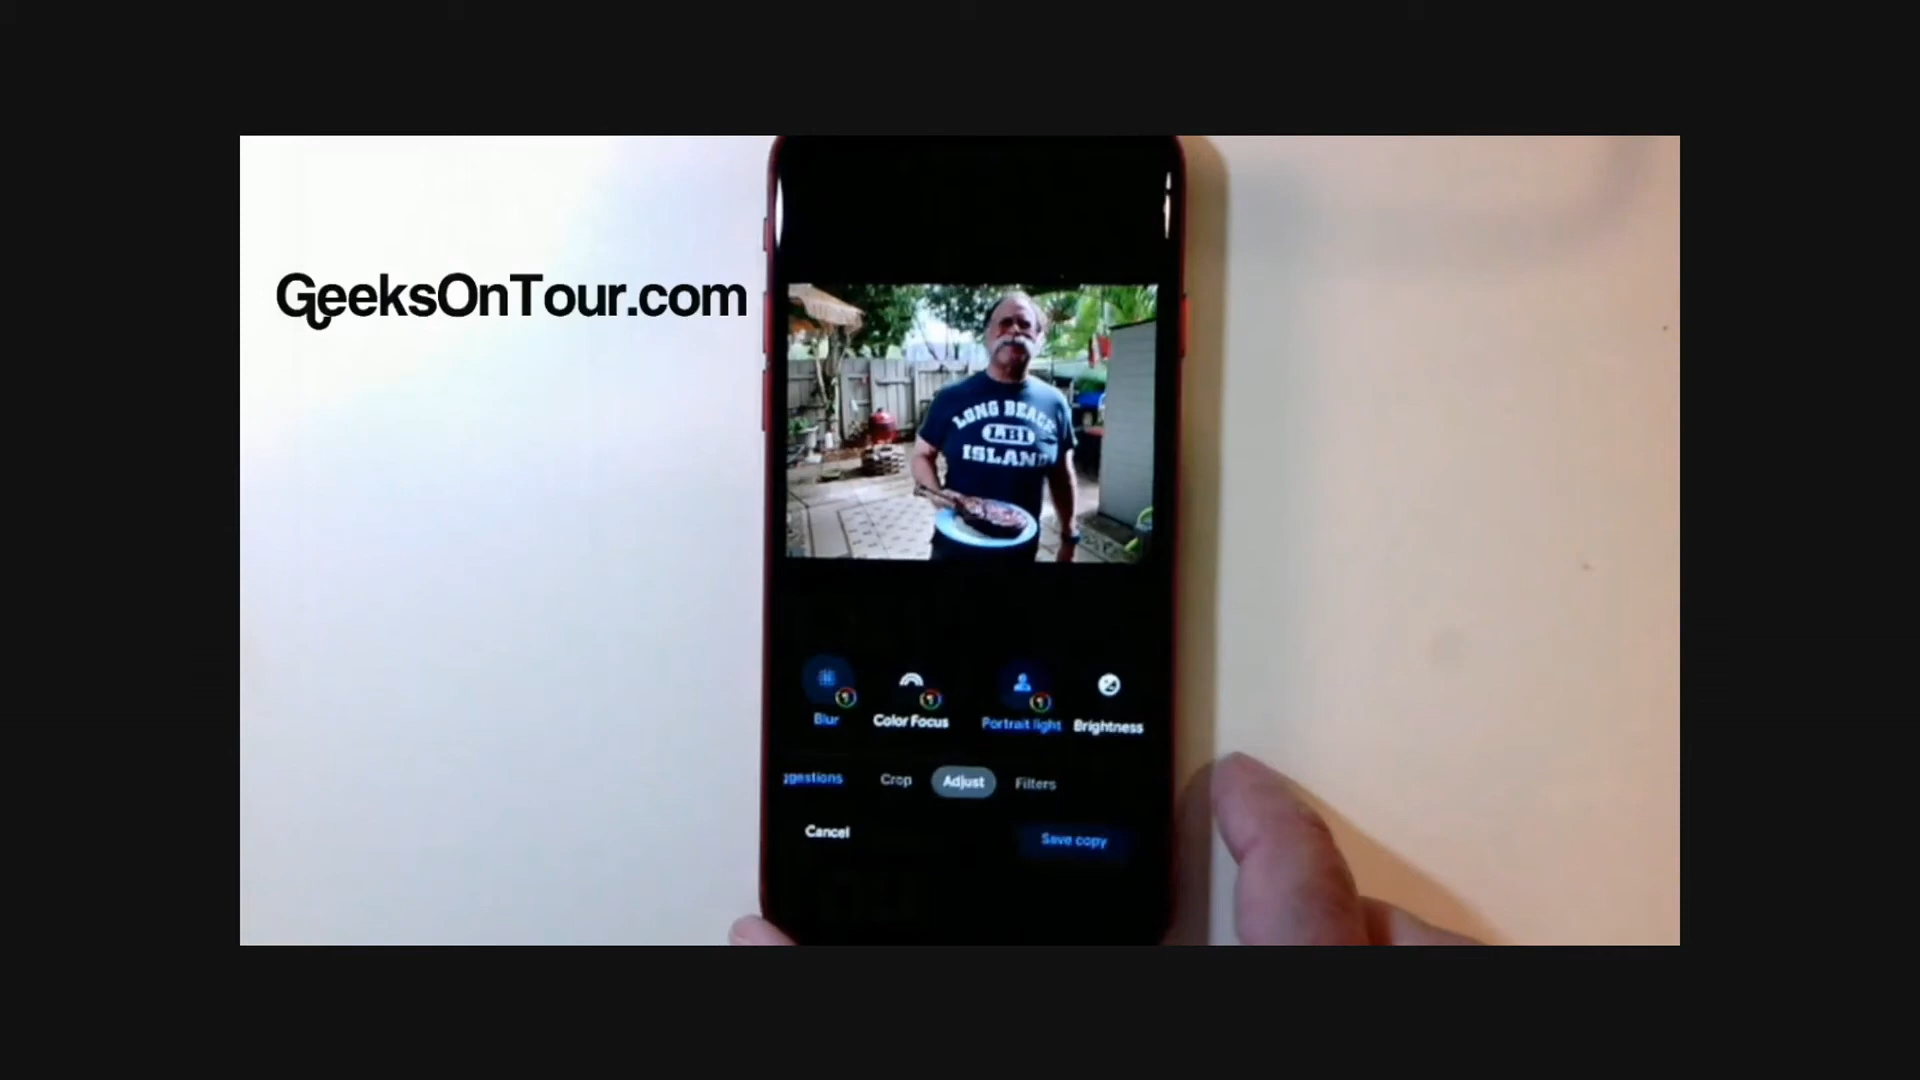 GeeksOnTour.com
LONG BEACH
LBI
ISLAND
Blur
Color Focus
Portrait light
Brightness
ggestions
Crop
Adjust
Filters
Cancel
Save copy